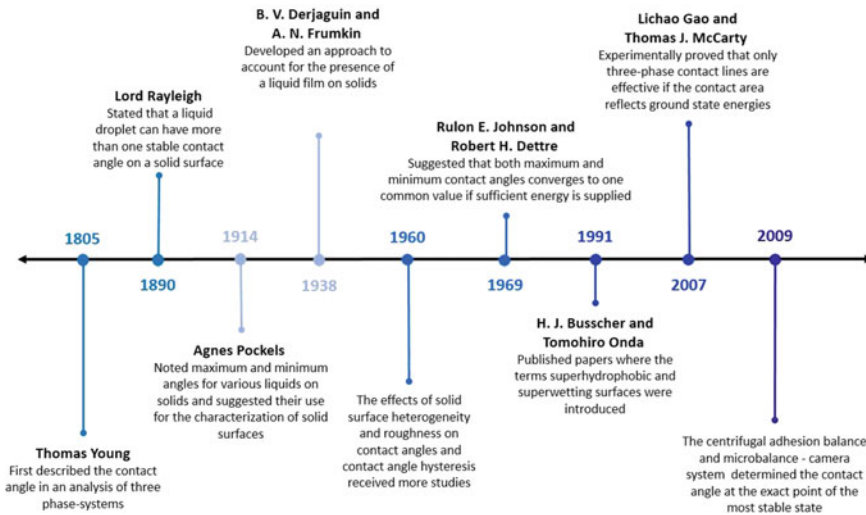 B. V. Derjaguin and
A. N. Frumkin
Developed an approach to
account for the presence of
a liquid film on solids
Lichao Gao and
Thomas J. McCarty
Experimentally proved that only
three-phase contact lines are
effective if the contact area
reflects ground state energies
Lord Rayleigh
Stated that a liquid
droplet can have more
than one stable contact
angle on a solid surface
Rulon E. Johnson and
Robert H. Dettre
Suggested that both maximum and
minimum contact angles converges to one
common value if sufficient energy is supplied
1805
1914
1960
1991
2009
1890
1938
1969
2007
Agnes Pockels
Noted maximum and minimum
angles for various liquids on
solids and suggested their use
for the characterization of solid
surfaces
H. J. Busscher and
Tomohiro Onda
Published papers where the
terms superhydrophobic and
superwetting surfaces were
introduced
The effects of solid
surface heterogeneity
and roughness on
contact angles and
contact angle hysteresis
received more studies
Thomas Young
First described the contact
angle in an analysis of three
phase-systems
The centrifugal adhesion balance
and microbalance - camera
system determined the contact
angle at the exact point of the
most stable state